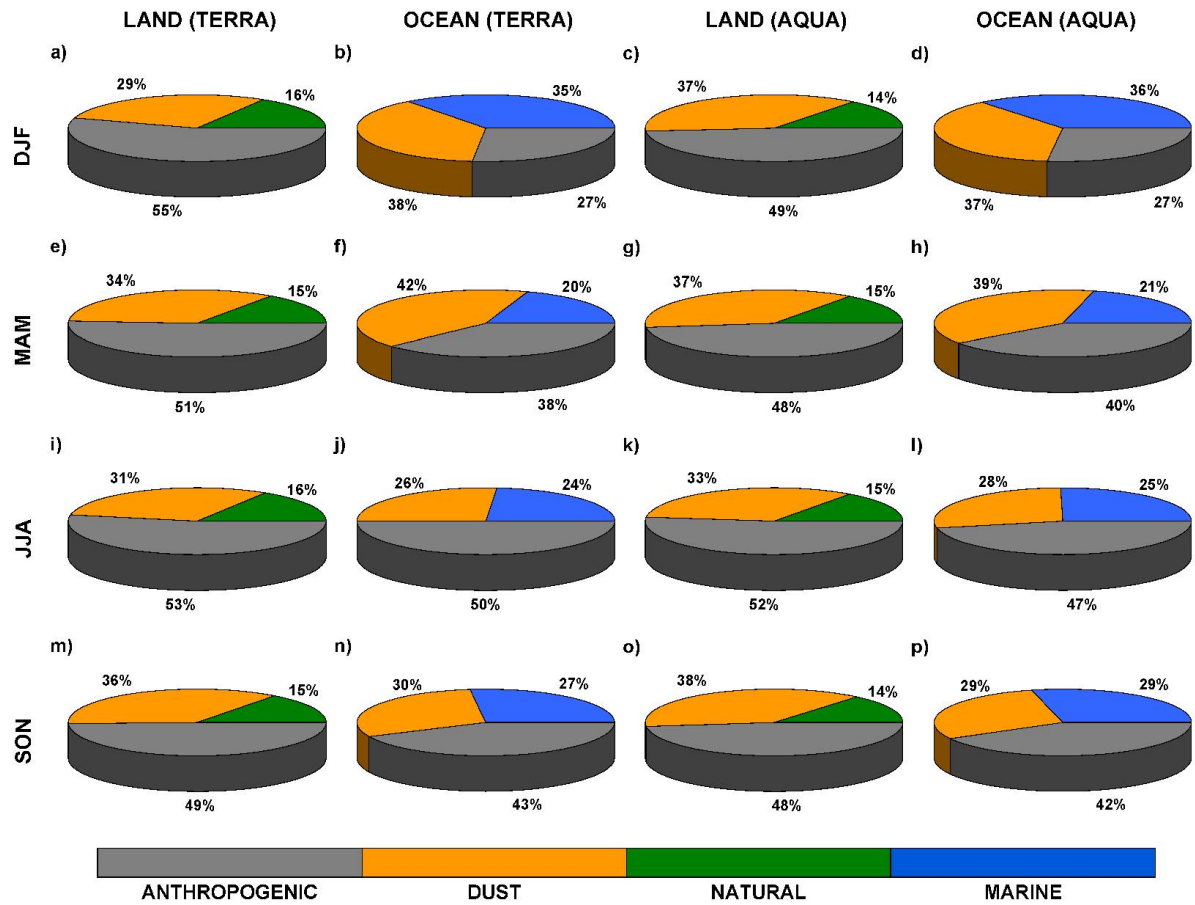 LAND (TERRA) OCEAN (TERRA) LAND (AQUA) OCEAN (AQUA)
a) b) c) d)
29% 16% 35% 37% 14% 36%
DJF
55% 38% 27% 49% 37% 27%
e) f) g) h)
34% 15% 42% 20% 37% 15% 39% 21%
MAM
51% 38% 48% 40%
i) j) k) l)
31% 16% 26% 24% 33% 15% 28% 25%
JJA
53% 50% 52% 47%
m) n) o) p)
36% 15% 30% 27% 38% 14% 29% 29%
SON
49% 43% 48% 42%
ANTHROPOGENIC DUST NATURAL MARINE